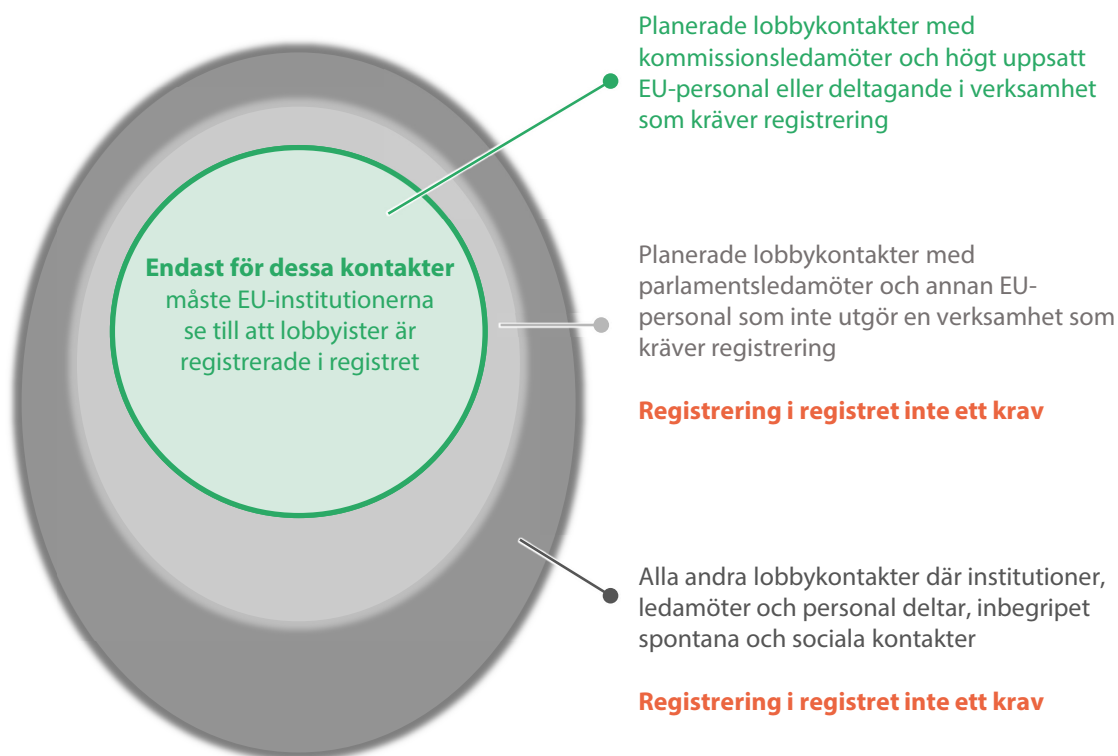 Planerade lobbykontakter med
kommissionsledamöter och högt uppsatt
EU-personal eller deltagande i verksamhet
som kräver registrering
Endast för dessa kontakter
måste EU-institutionerna
se till att lobbyister är
registrerade i registret
Planerade lobbykontakter med
parlamentsledamöter och annan EU-
personal som inte utgör en verksamhet som
kräver registrering
Registrering i registret inte ett krav
Alla andra lobbykontakter där institutioner,
ledamöter och personal deltar, inbegripet
spontana och sociala kontakter
Registrering i registret inte ett krav